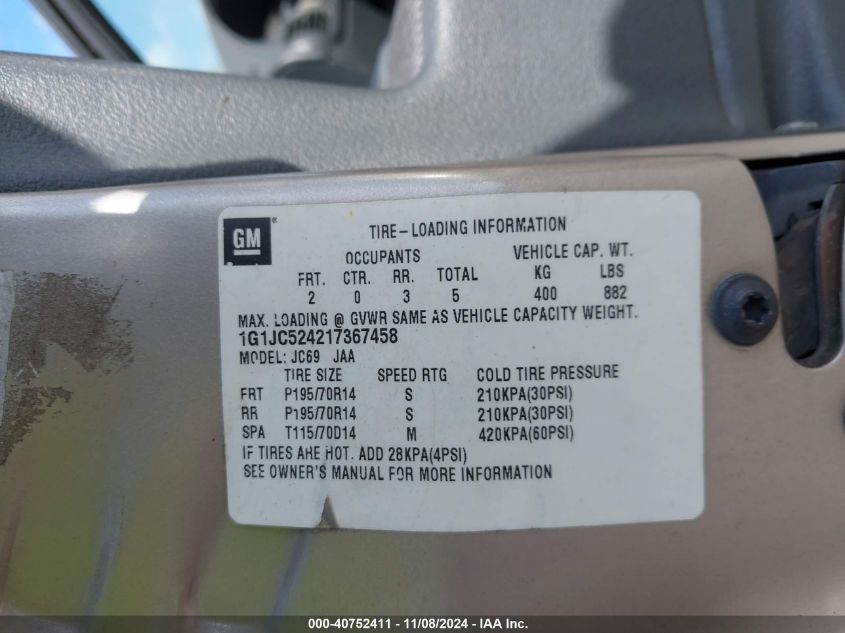 GM
TIRE-LOADING INFORMATION
OCCUPANTS VEHICLE CAP. WT.
FRT. CTR. RR. TOTAL KG LBS
2 0 3 5 400 882
MAX. LOADING @ GVWR SAME AS VEHICLE CAPACITY WEIGHT.
1G1JC524217367458
MODEL: JC69 JAA
TIRE SIZE SPEED RTG COLD TIRE PRESSURE
FRT P195/70R14 S 210KPA(30PSI)
RR P195/70R14 S 210KPA(30PSI)
SPA T115/70D14 M 420KPA(60PSI)
IF TIRES ARE HOT. ADD 28KPA(4PSI)
SEE OWNER'S MANUAL FOR MORE INFORMATION
000-40752411 - 11/08/2024 - IAA Inc.